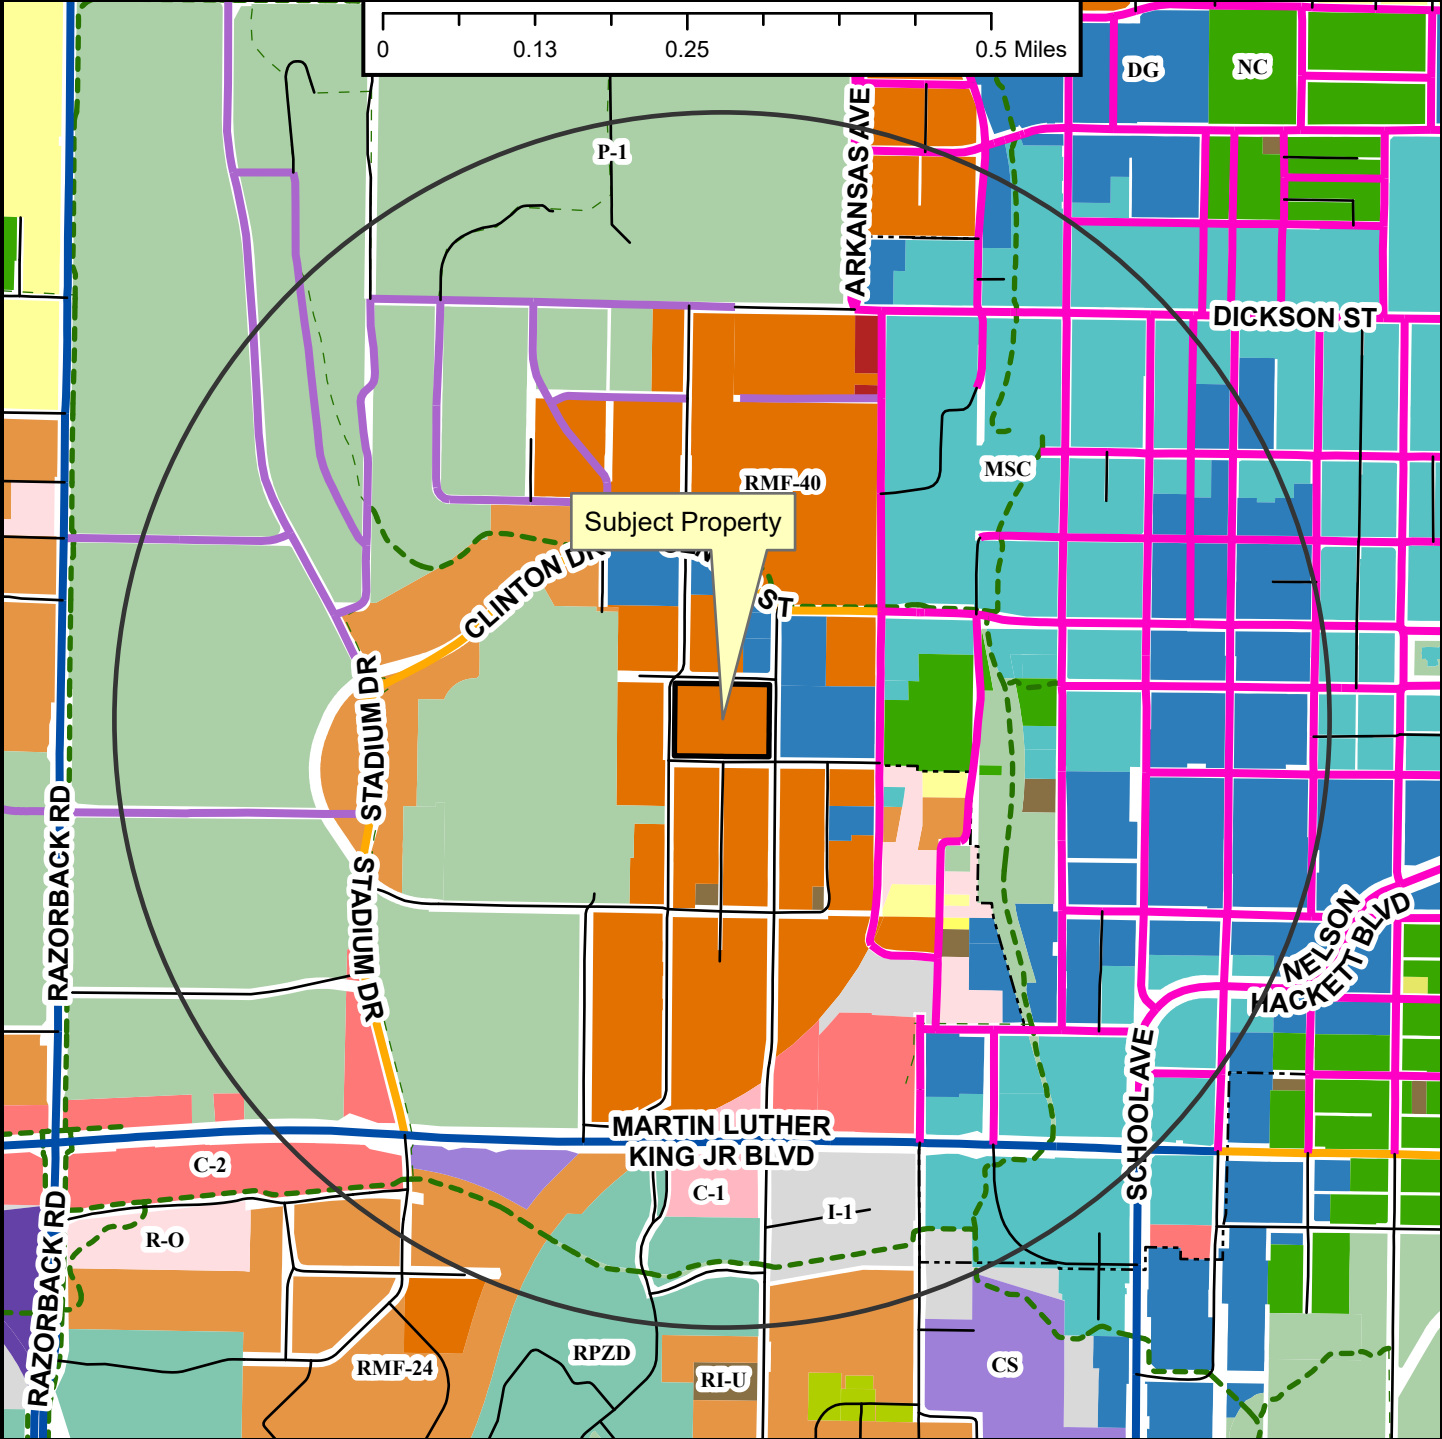 0 0.13 0.25 0.5 Miles
DG
NC
P-1
ARKANSAS AVE
DICKSON ST
MSC
RMF-40
Subject Property
CLINTON DR
ST
STADIUM DR
RAZORBACK RD
STADIUM DR
NELSON
HACKETT BLVD
SCHOOL AVE
MARTIN LUTHER
KING JR BLVD
C-2
C-1
I-1
R-O
RAZORBACK RD
RMF-24
RPZD
RI-U
CS